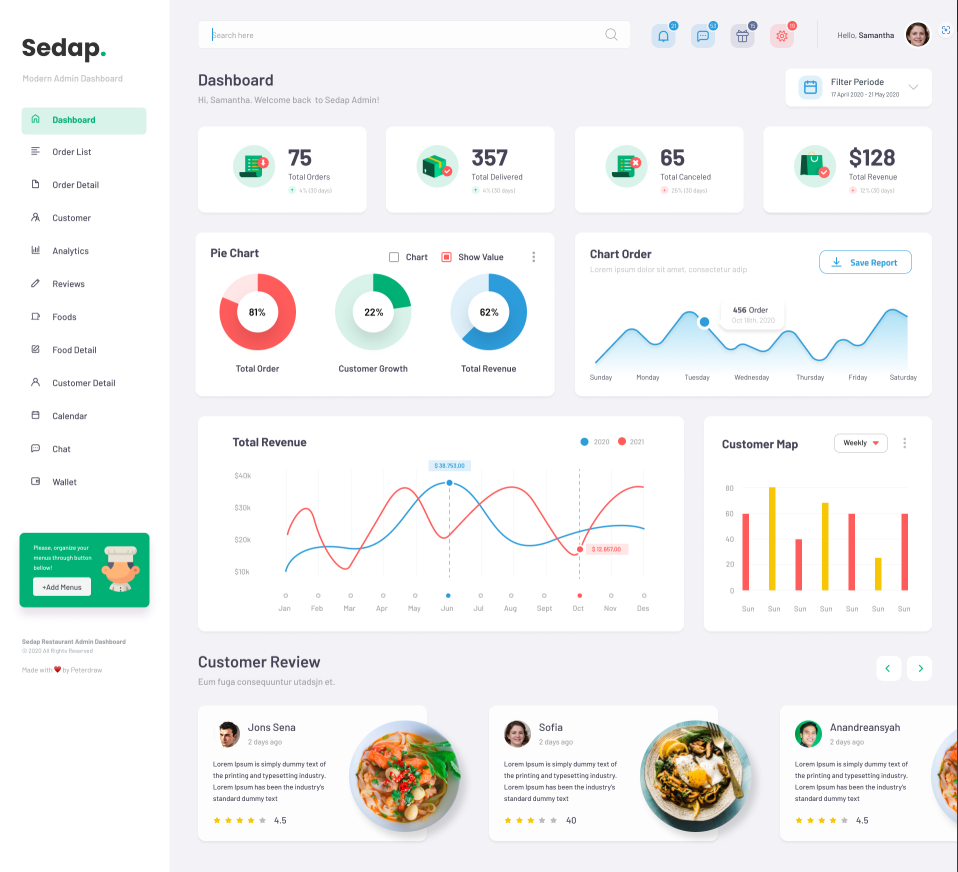 Sedap.
Modern Admin Dashboard
Dashboard
Order List
Order Detail
Customer
Analytics
Reviews
Foods
Food Detail
Customer Detail
Calendar
Chat
Wallet
Please, organize your
menus through button
bellow!
+Add Menus
Sedap Restaurant Admin Dashboard
© 2020 All Rights Reserved
Made with ❤ by Peterdraw
Search here
21
53
15
19
Hello, Samantha
Dashboard
Hi, Samantha. Welcome back to Sedap Admin!
Filter Periode
17 April 2020 - 21 May 2020
75
Total Orders
4% (30 days)
357
Total Delivered
4% (30 days)
65
Total Canceled
25% (30 days)
$128
Total Revenue
12% (30 days)
Pie Chart
Chart
Show Value
81%
22%
62%
Total Order
Customer Growth
Total Revenue
Chart Order
Lorem ipsum dolor sit amet, consectetur adip
Save Report
456 Order
Oct 18th, 2020
Sunday Monday Tuesday Wednesday Thursday Friday Saturday
Total Revenue
2020 2021
$ 38.753,00
$40k
$30k
$20k
$10k
$ 12.657,00
Jan Feb Mar Apr May Jun Jul Aug Sept Oct Nov Des
Customer Map
Weekly
80
60
40
20
0
Sun Sun Sun Sun Sun Sun Sun
Customer Review
Eum fuga consequuntur utadsjn et.
Jons Sena
2 days ago
Lorem Ipsum is simply dummy text of
the printing and typesetting industry.
Lorem Ipsum has been the industry's
standard dummy text
4.5
Sofia
2 days ago
Lorem Ipsum is simply dummy text of
the printing and typesetting industry.
Lorem Ipsum has been the industry's
standard dummy text
40
Anandreansyah
2 days ago
Lorem Ipsum is simply dummy text of
the printing and typesetting industry.
Lorem Ipsum has been the industry's
standard dummy text
4.5